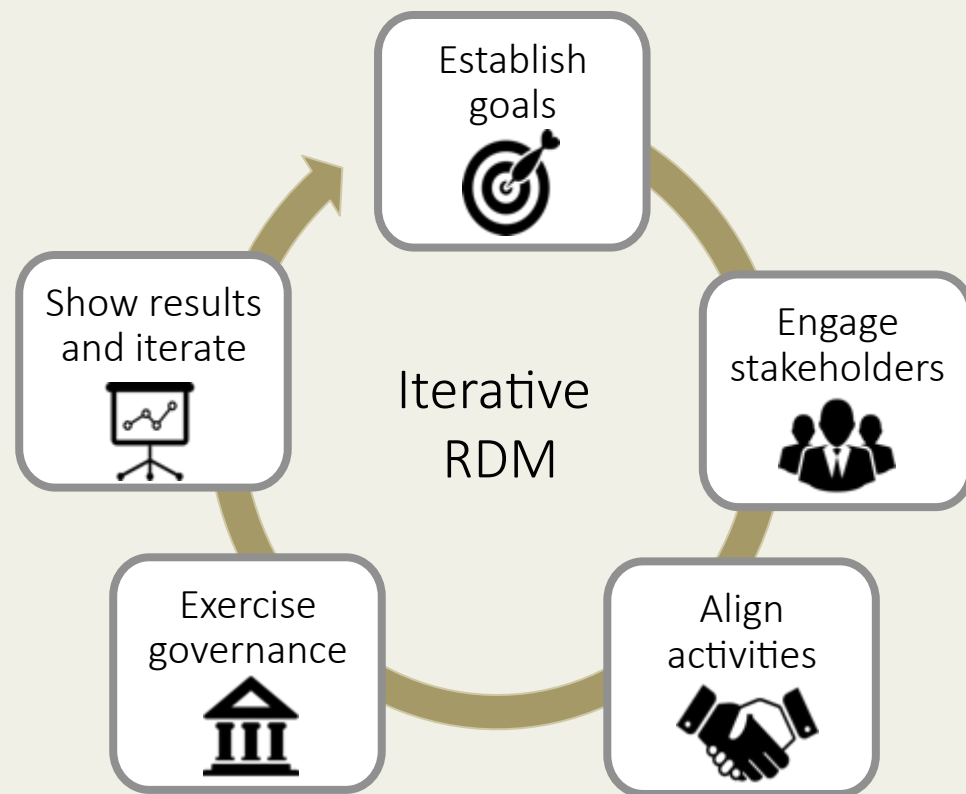 Establish
goals
Engage
stakeholders
Align
activities
Exercise
governance
Show results
and iterate
Iterative
RDM